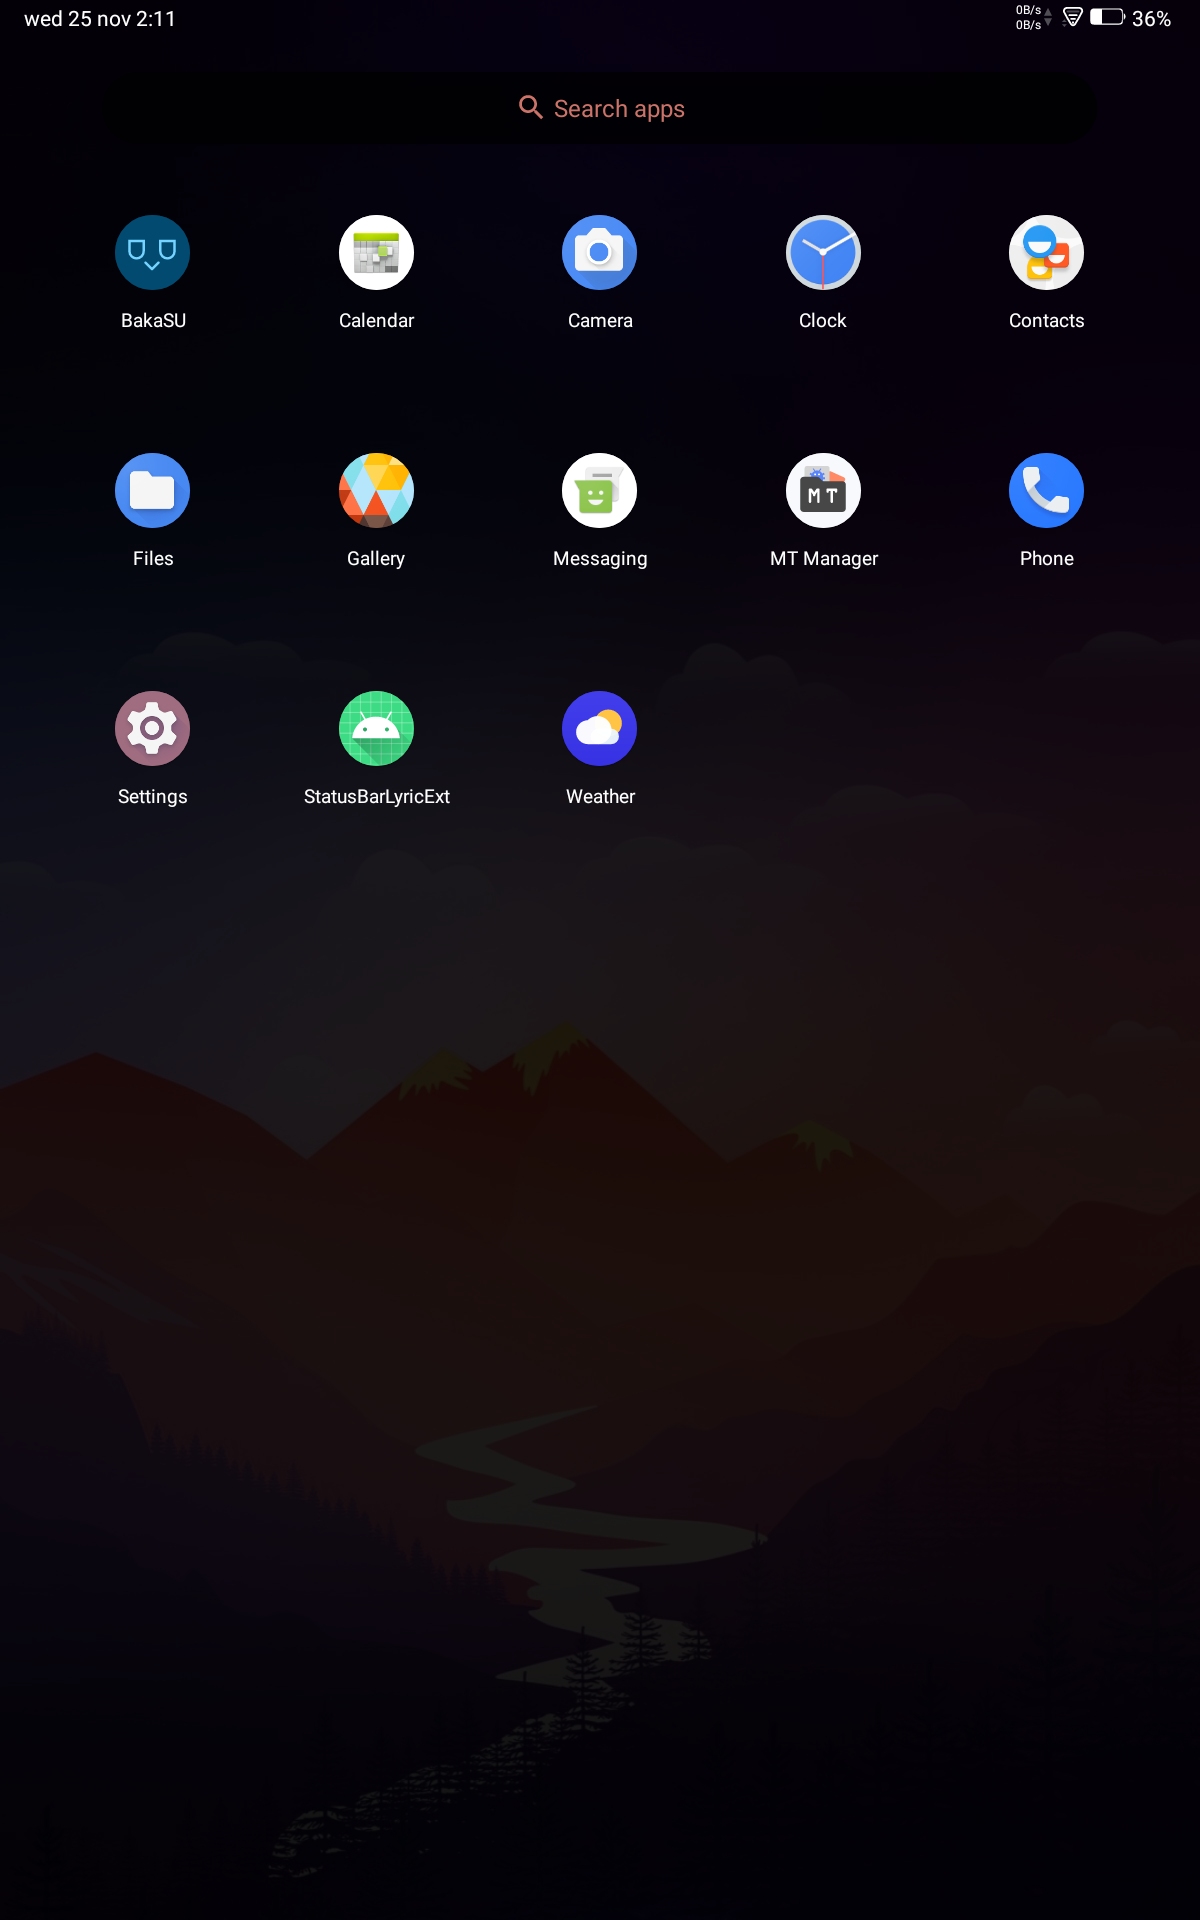 wed 25 nov 2:11
0B/s
0B/s
36%
Search apps
BakaSU
Calendar
Camera
Clock
Contacts
Files
Gallery
Messaging
MT
MT Manager
Phone
Settings
StatusBarLyricExt
Weather